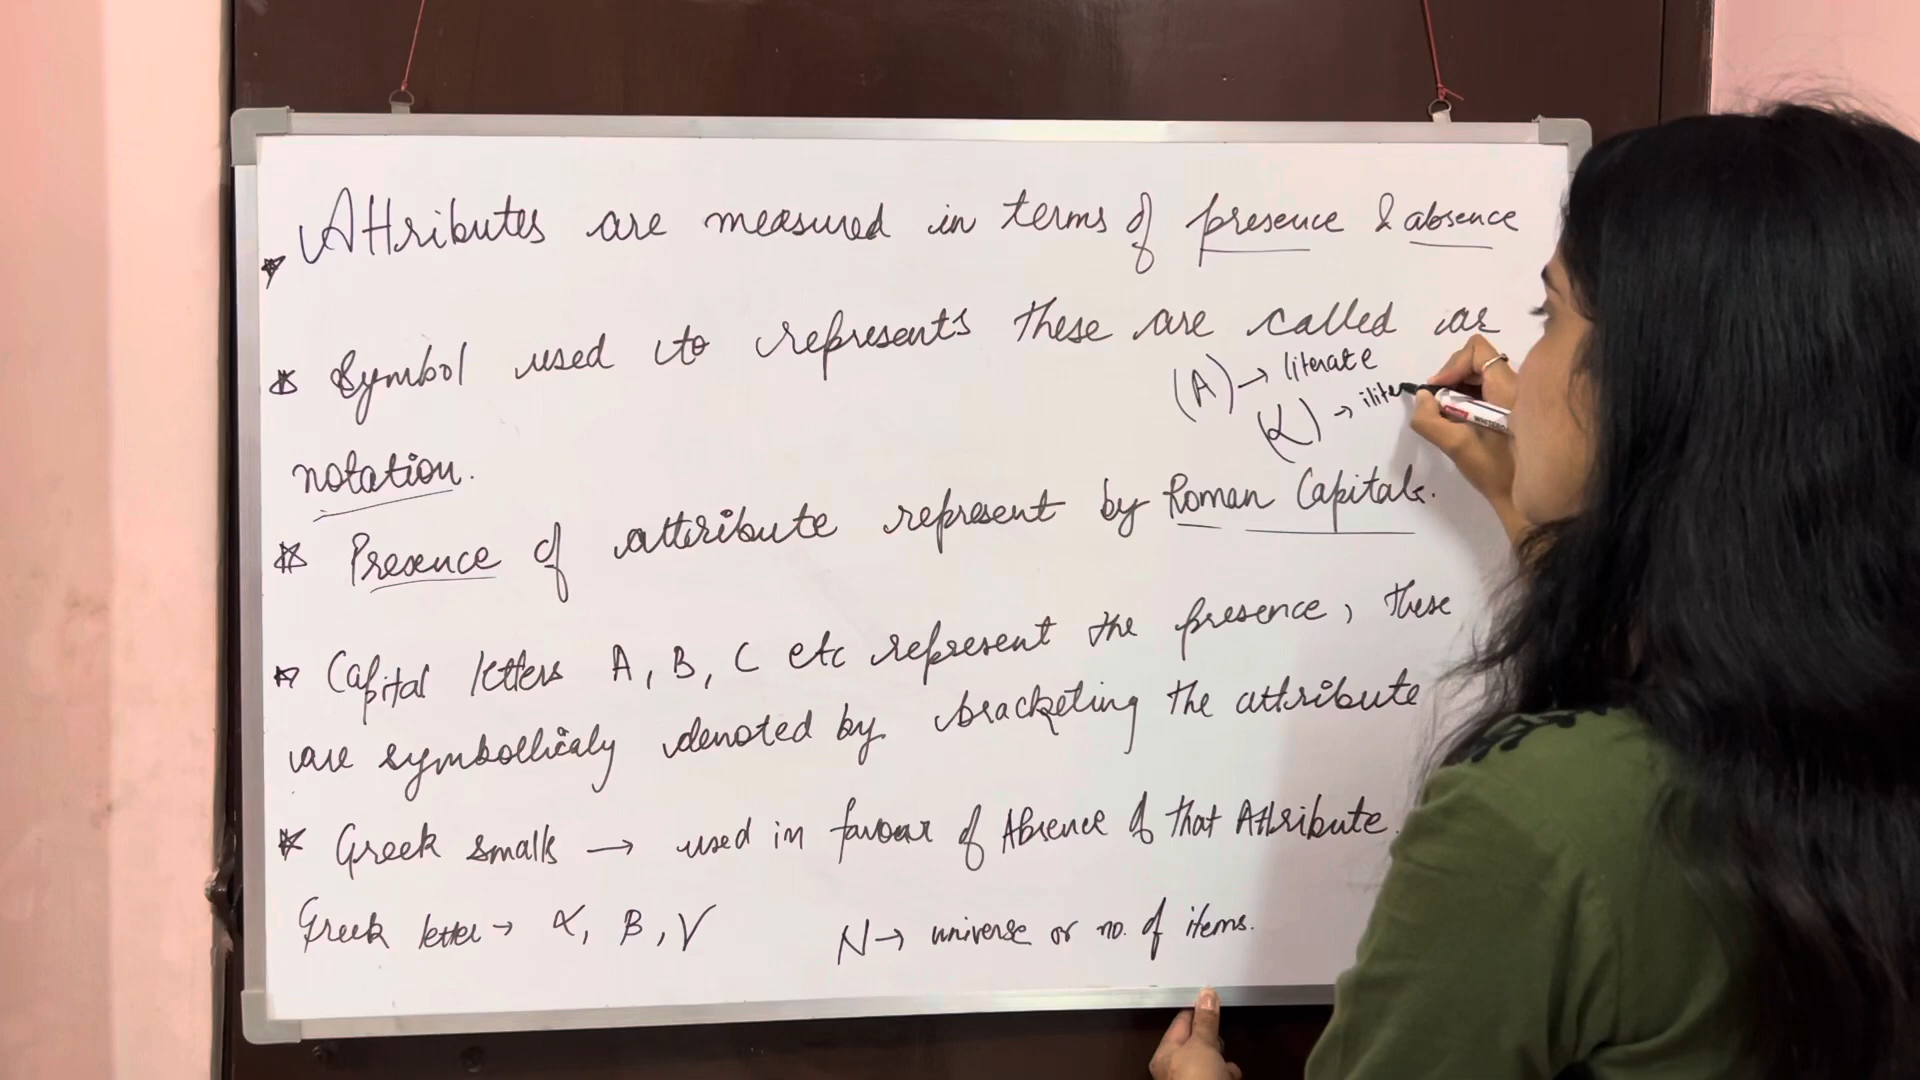 Attributes are measured in terms of presence & absence
Symbol used to represents these are called as
(A) → literate
(α) → ilite
notation.
Presence of attribute represent by Roman Capitals.
Capital letters A, B, C etc represent the presence, these
are symbollicaly denoted by bracketing the attribute
Greek smalls → used in favour of Absence of that Attribute.
Greek letter → α, β, γ
N → universe or no. of items.